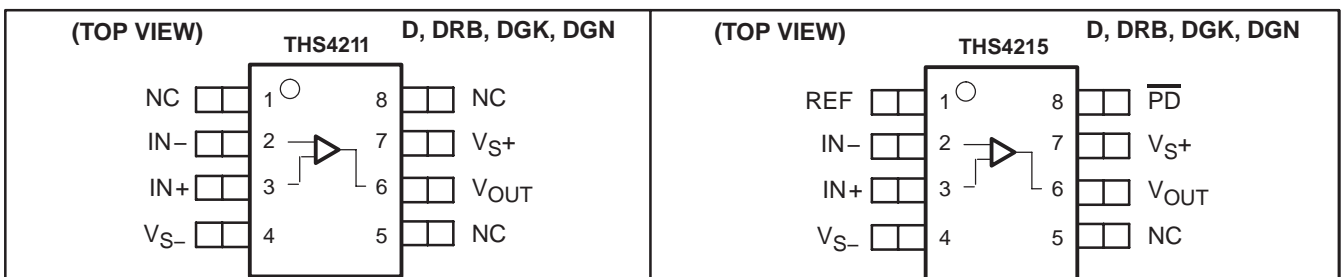 (TOP VIEW) D, DRB, DGK, DGN
THS4211
NC 1 8 NC
IN− 2 7 VS+
IN+ 3 6 VOUT
VS− 4 5 NC
(TOP VIEW) D, DRB, DGK, DGN
THS4215
REF 1 8 PD
IN− 2 7 VS+
IN+ 3 6 VOUT
VS− 4 5 NC